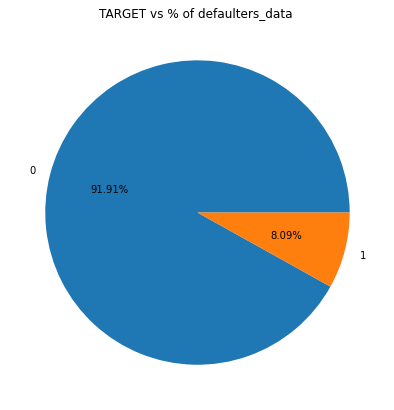 TARGET vs % of defaulters_data
0
91.91%
8.09%
1